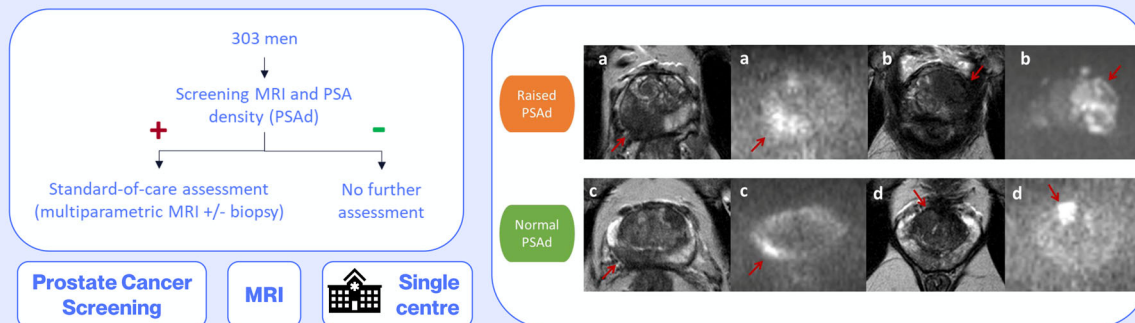 303 men
Screening MRI and PSA
density (PSAd)
+
-
Standard-of-care assessment
(multiparametric MRI +/- biopsy)
No further
assessment
Prostate Cancer
Screening
MRI
Single
centre
Raised
PSAd
a
a
b
b
Normal
PSAd
c
c
d
d